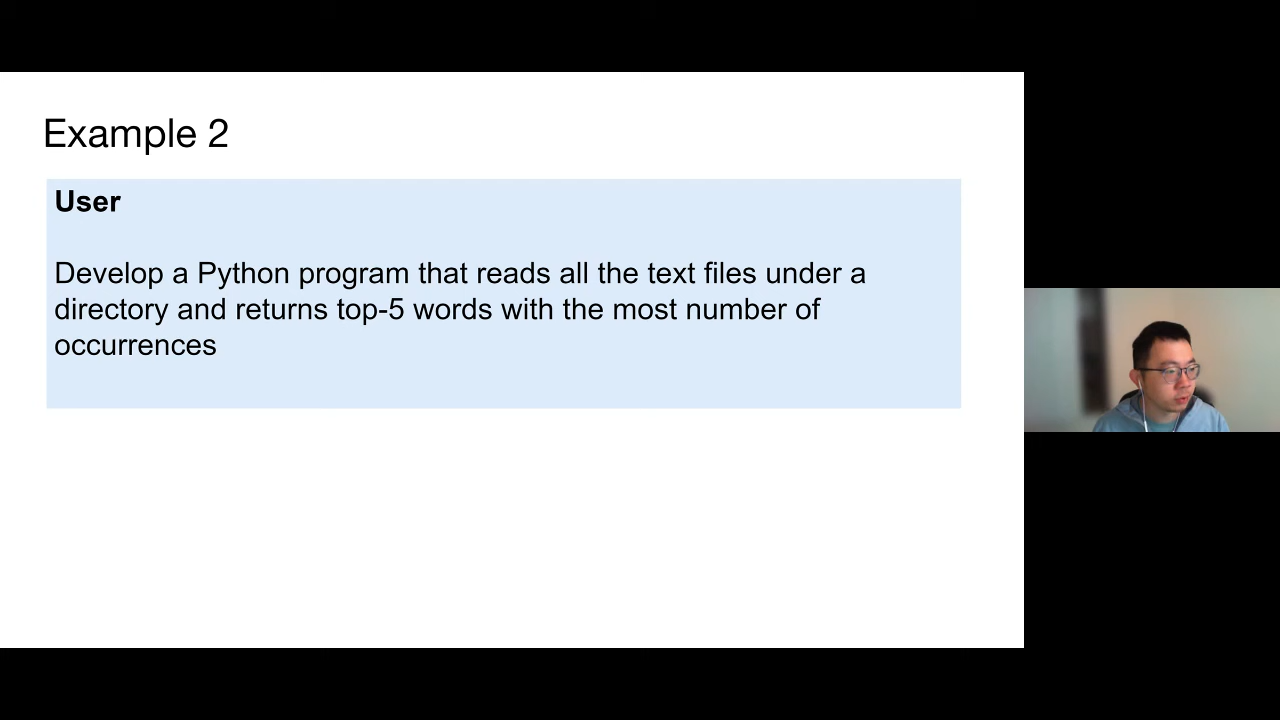 Example 2
User
Develop a Python program that reads all the text files under a
directory and returns top-5 words with the most number of
occurrences